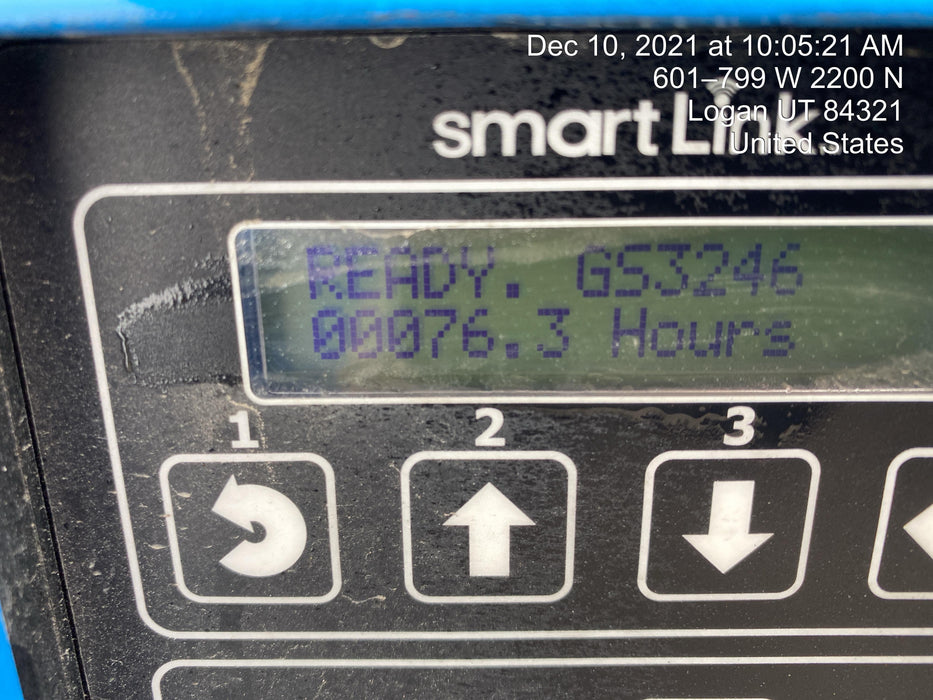 Dec 10, 2021 at 10:05:21 AM
601–799 W 2200 N
Logan UT 84321
United States
smart Link
READY. GS3246
00076.3 Hours
1 2 3